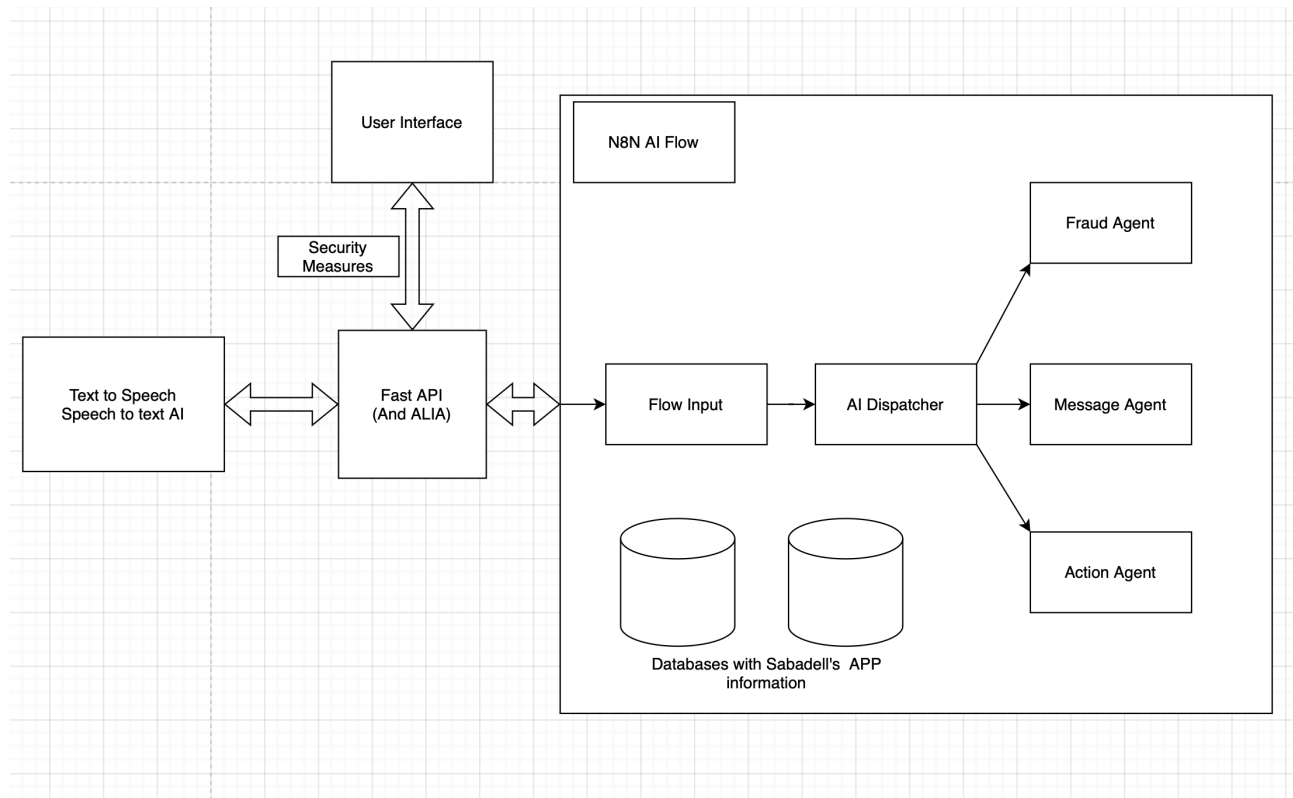 User Interface
N8N AI Flow
Fraud Agent
Security
Measures
Text to Speech
Speech to text AI
Fast API
(And ALIA)
Flow Input
AI Dispatcher
Message Agent
Action Agent
Databases with Sabadell's  APP
information